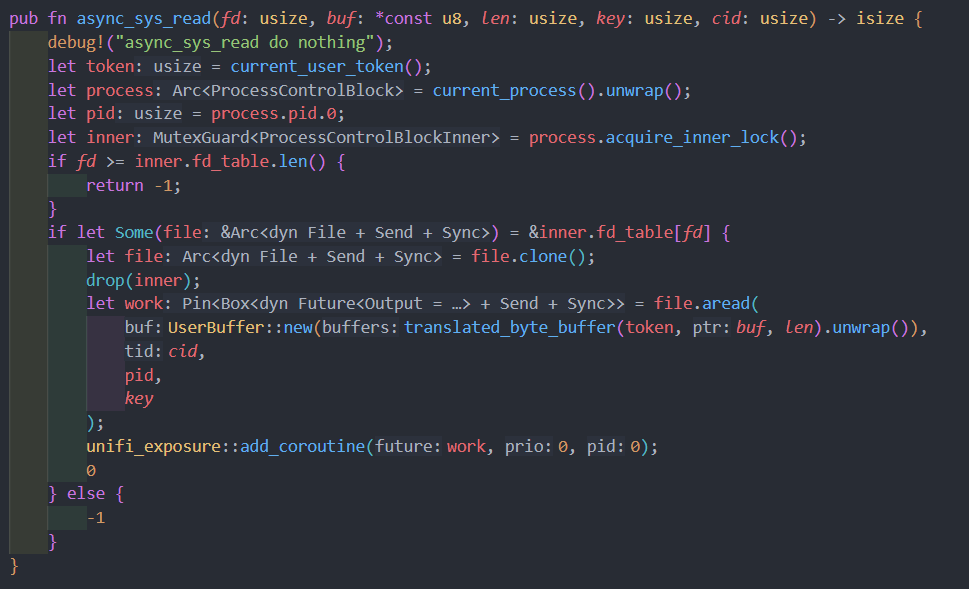 pub fn async_sys_read(fd: usize, buf: *const u8, len: usize, key: usize, cid: usize) -> isize {
    debug!("async_sys_read do nothing");
    let token: usize = current_user_token();
    let process: Arc<ProcessControlBlock> = current_process().unwrap();
    let pid: usize = process.pid.0;
    let inner: MutexGuard<ProcessControlBlockInner> = process.acquire_inner_lock();
    if fd >= inner.fd_table.len() {
        return -1;
    }
    if let Some(file: &Arc<dyn File + Send + Sync>) = &inner.fd_table[fd] {
        let file: Arc<dyn File + Send + Sync> = file.clone();
        drop(inner);
        let work: Pin<Box<dyn Future<Output = …> + Send + Sync>> = file.aread(
            buf: UserBuffer::new(buffers: translated_byte_buffer(token, ptr: buf, len).unwrap()),
            tid: cid,
            pid,
            key
        );
        unifi_exposure::add_coroutine(future: work, prio: 0, pid: 0);
        0
    } else {
        -1
    }
}